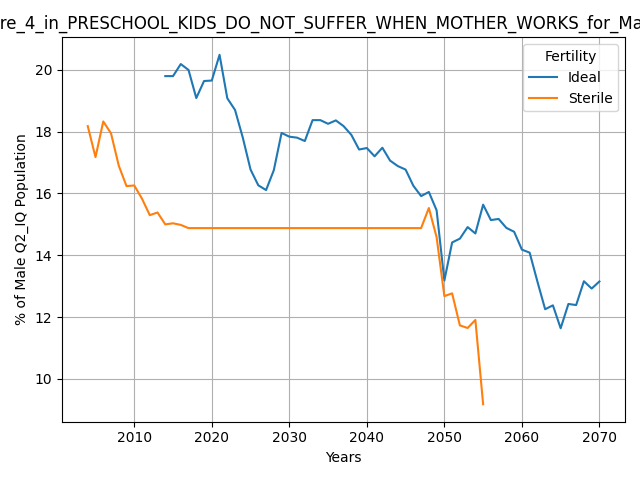 re_4_in_PRESCHOOL_KIDS_DO_NOT_SUFFER_WHEN_MOTHER_WORKS_for_Ma
Fertility
Ideal
Sterile
% of Male Q2_IQ Population
20
18
16
14
12
10
2010 2020 2030 2040 2050 2060 2070
Years